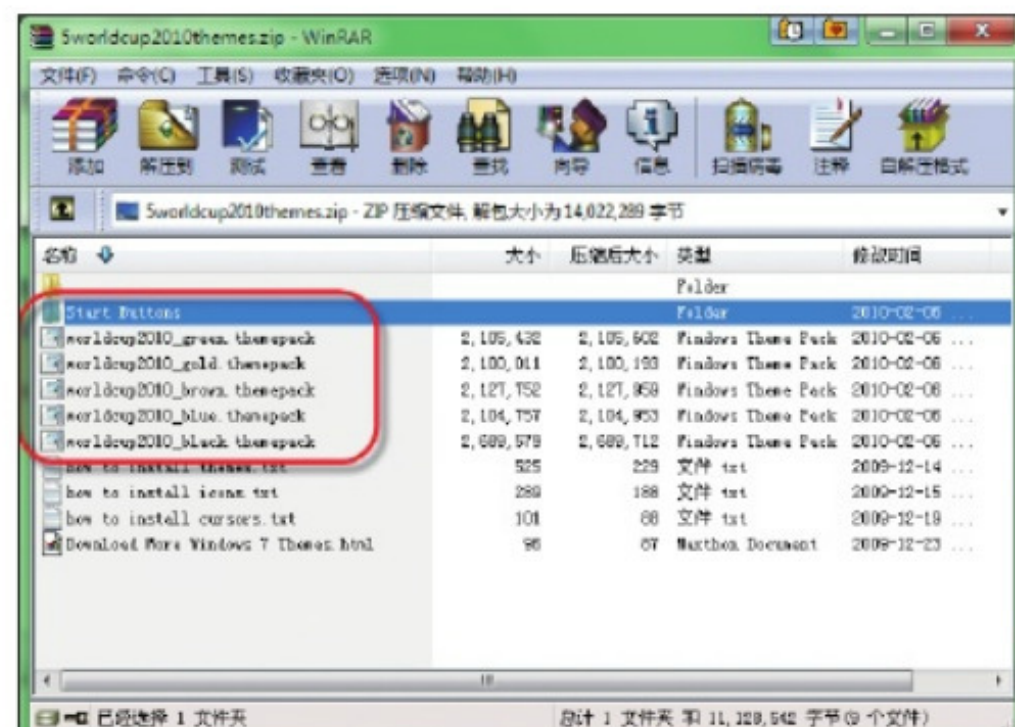 5worldcup2010themes.zip - WinRAR
文件(F) 命令(C) 工具(S) 收藏夹(O) 选项(N) 帮助(H)
添加 解压到 测试 查看 删除 查找 向导 信息 扫描病毒 注释 自解压格式
5worldcup2010themes.zip - ZIP 压缩文件, 解包大小为 14,022,289 字节
名称 大小 压缩后大小 类型 修改时间
Folder
Start Buttons Folder 2010-02-06 ...
worldcup2010_green.themepack 2,105,432 2,105,602 Windows Theme Pack 2010-02-06 ...
worldcup2010_gold.themepack 2,100,011 2,100,193 Windows Theme Pack 2010-02-06 ...
worldcup2010_brown.themepack 2,127,752 2,127,959 Windows Theme Pack 2010-02-06 ...
worldcup2010_blue.themepack 2,104,757 2,104,953 Windows Theme Pack 2010-02-06 ...
worldcup2010_black.themepack 2,689,579 2,689,712 Windows Theme Pack 2010-02-06 ...
how to install themes.txt 525 229 文件 txt 2009-12-14 ...
how to install icons.txt 289 188 文件 txt 2009-12-15 ...
how to install cursors.txt 101 88 文件 txt 2009-12-19 ...
Download More Windows 7 Themes.html 96 87 Maxthon Document 2009-12-23 ...
已经选择 1 文件夹 总计 1 文件夹 和 11,128,542 字节(9 个文件)